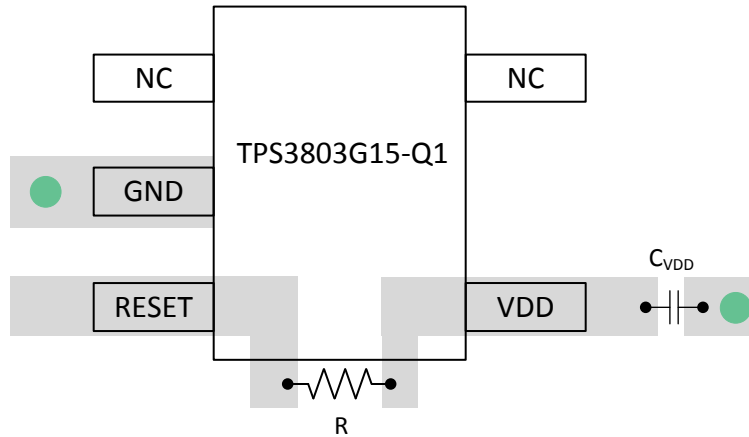 NC
NC
TPS3803G15-Q1
GND
C_VDD
RESET
VDD
R